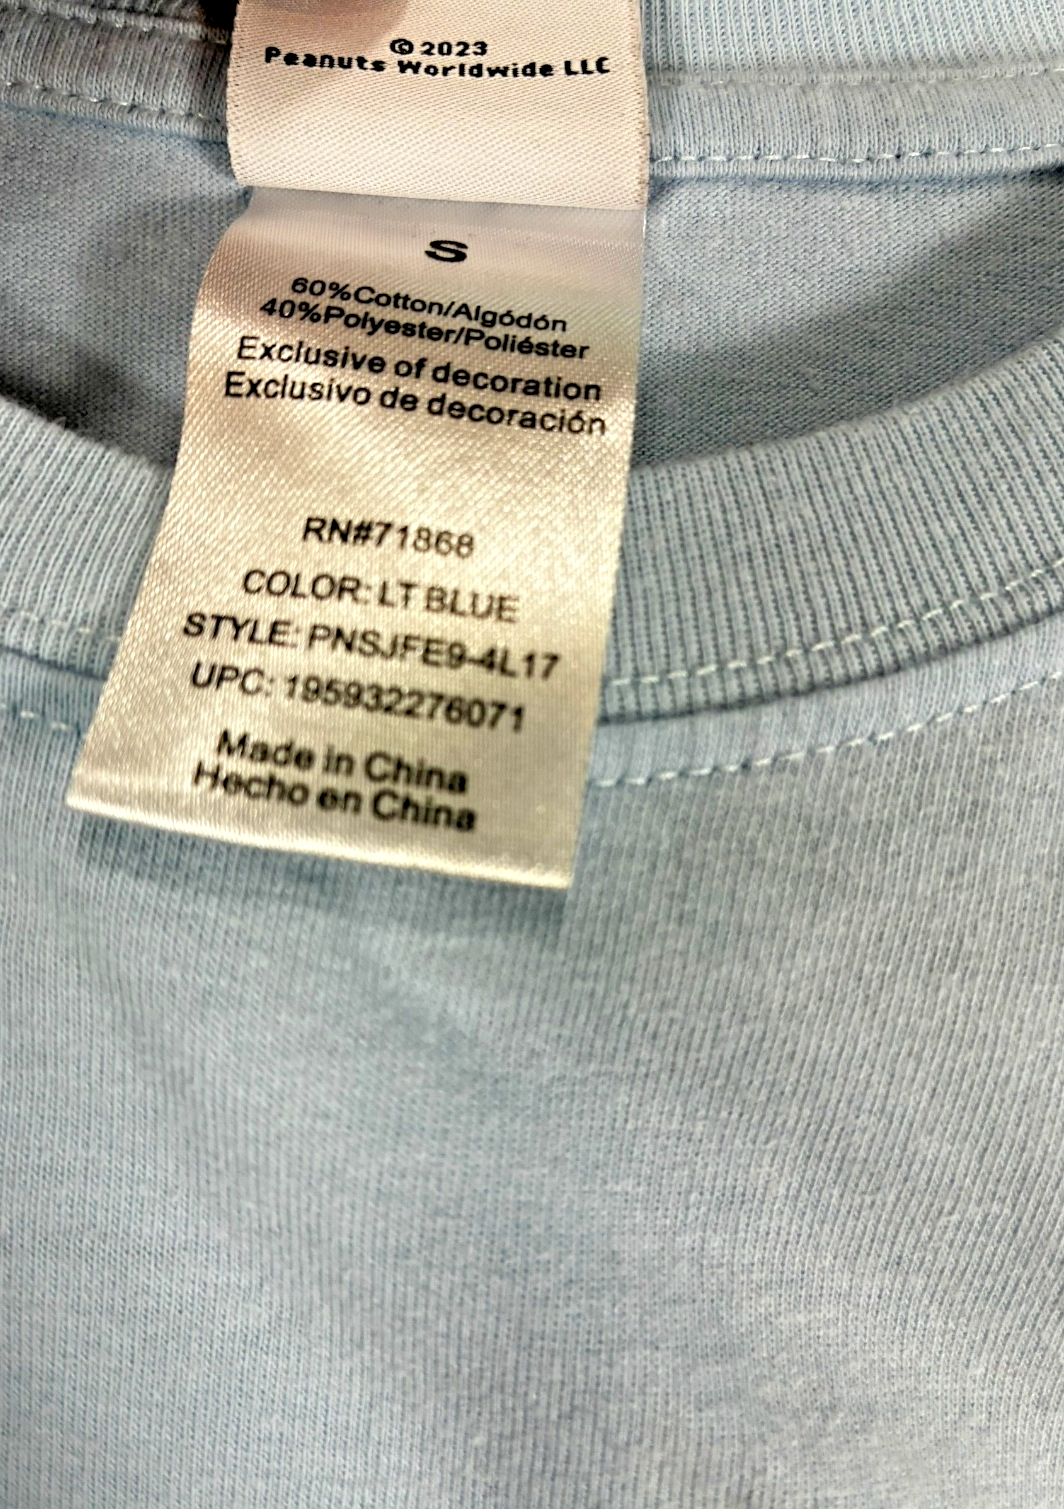 © 2023
Peanuts Worldwide LLC
S
60%Cotton/Algódón
40%Polyester/Poliéster
Exclusive of decoration
Exclusivo de decoración
RN#71868
COLOR: LT BLUE
STYLE: PNSJFE9-4L17
UPC: 195932276071
Made in China
Hecho en China